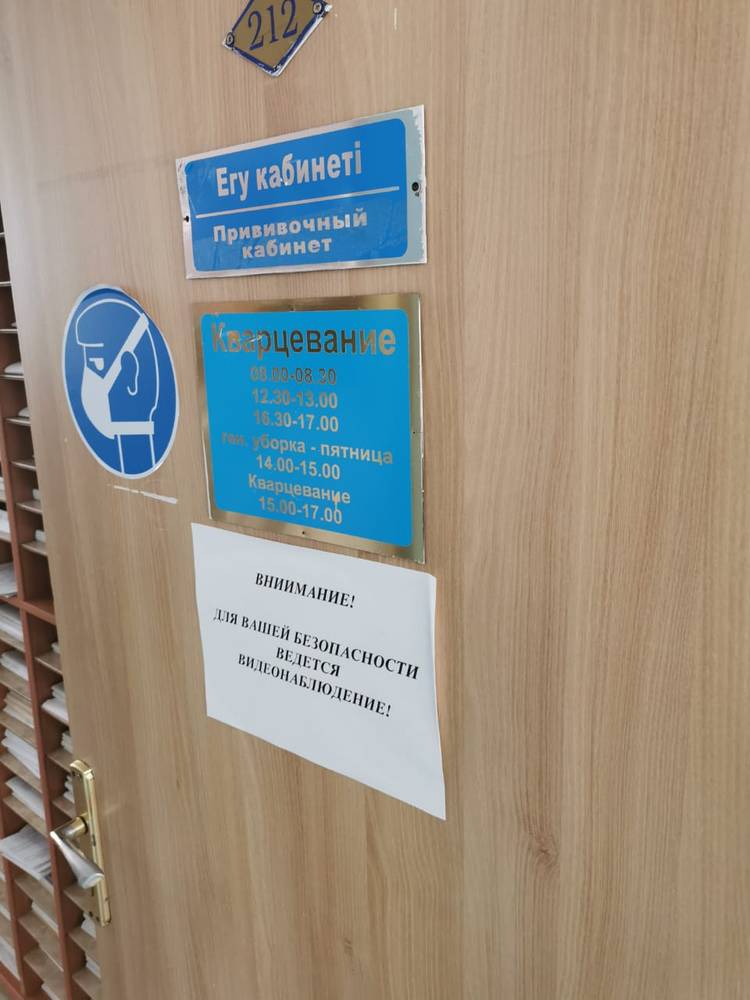 212
Егу кабинеті
Прививочный
кабинет
Кварцевание
08.00-08.30
12.30-13.00
16.30-17.00
ген. уборка - пятница
14.00-15.00
Кварцевание
15.00-17.00
ВНИИМАНИЕ!
ДЛЯ ВАШЕЙ БЕЗОПАСНОСТИ
ВЕДЕТСЯ
ВИДЕОНАБЛЮДЕНИЕ!